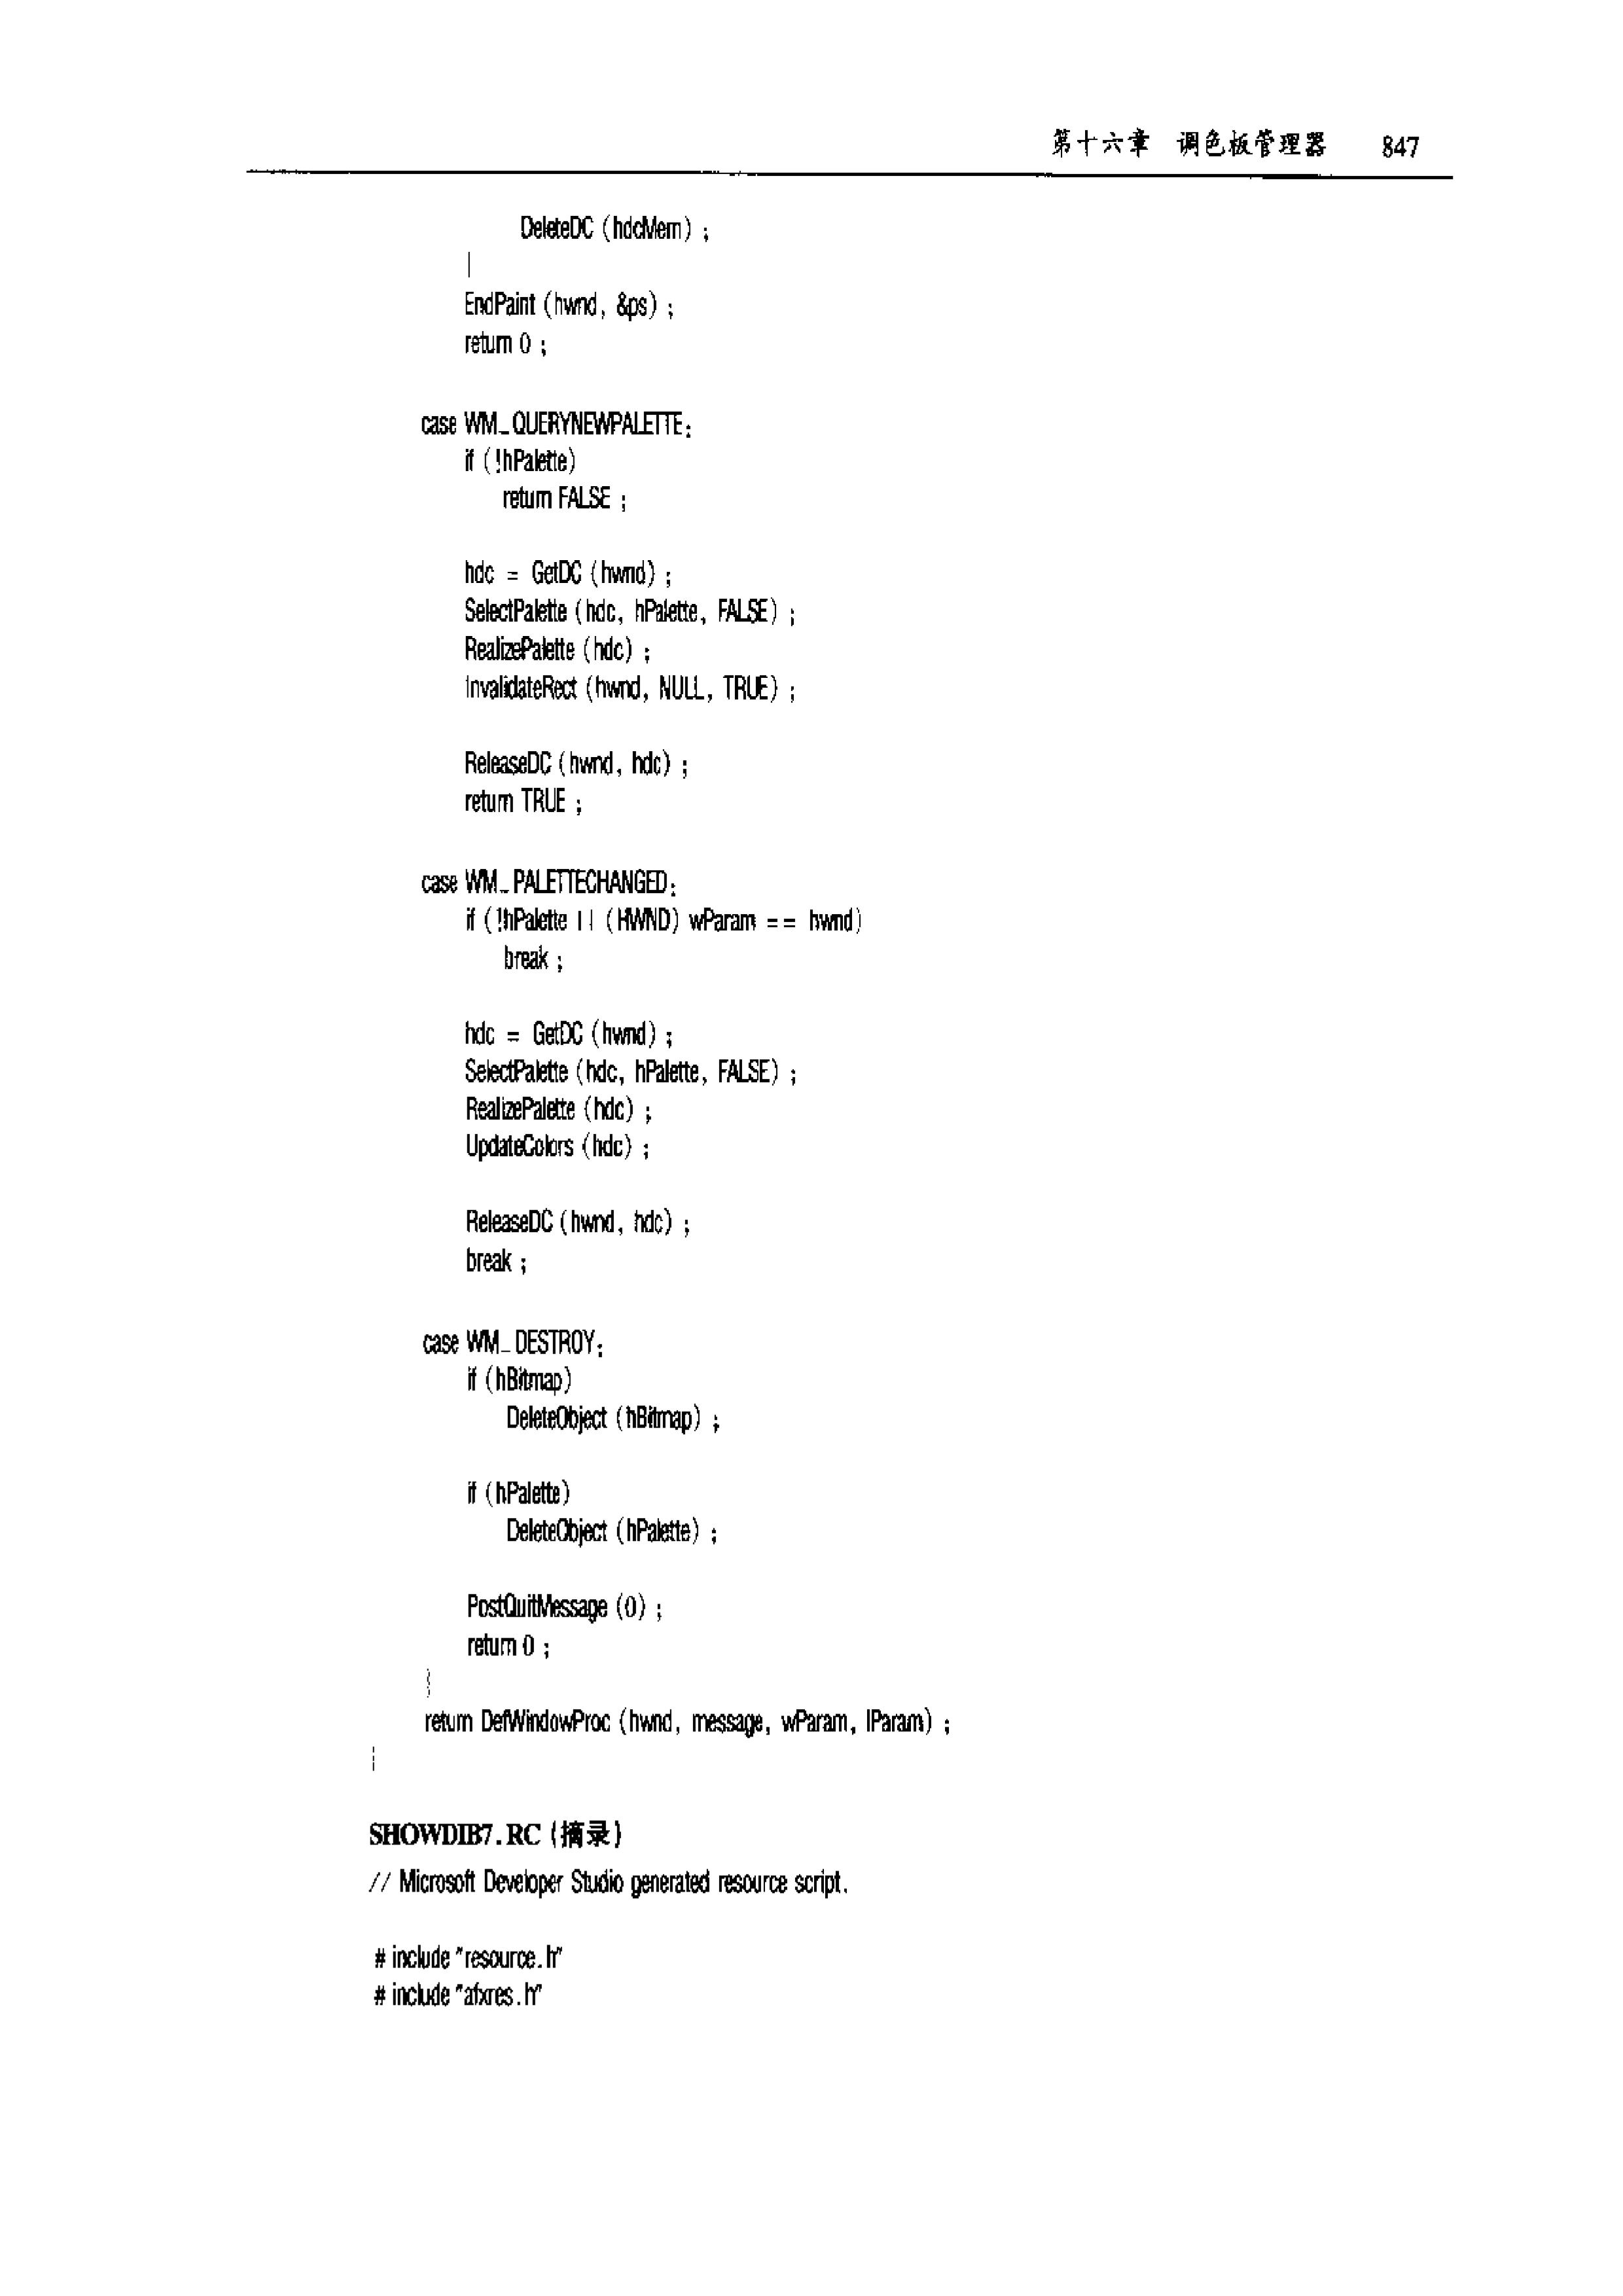 第十六章 调色板管理器 847
DeleteDC (hdcMem) ;
}
EndPaint (hwnd, &ps) ;
return 0 ;
case WM_QUERYNEWPALETTE:
if (!hPalette)
return FALSE ;
hdc = GetDC (hwnd) ;
SelectPalette (hdc, hPalette, FALSE) ;
RealizePalette (hdc) ;
InvalidateRect (hwnd, NULL, TRUE) ;
ReleaseDC (hwnd, hdc) ;
return TRUE ;
case WM_PALETTECHANGED:
if (!hPalette || (HWND) wParam == hwnd)
break ;
hdc = GetDC (hwnd) ;
SelectPalette (hdc, hPalette, FALSE) ;
RealizePalette (hdc) ;
UpdateColors (hdc) ;
ReleaseDC (hwnd, hdc) ;
break ;
case WM_DESTROY:
if (hBitmap)
DeleteObject (hBitmap) ;
if (hPalette)
DeleteObject (hPalette) ;
PostQuitMessage (0) ;
return 0 ;
}
return DefWindowProc (hwnd, message, wParam, lParam) ;
}
SHOWDIB7.RC (摘录)
// Microsoft Developer Studio generated resource script.
# include "resource.h"
# include "afxres.h"